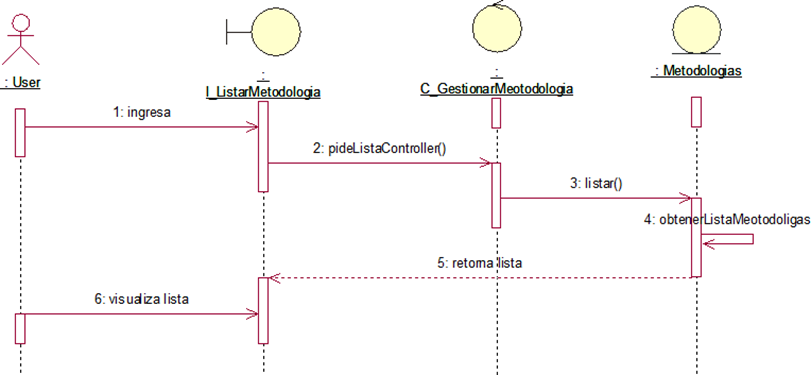 : User
:
I_ListarMetodologia
:
C_GestionarMeotodologia
: Metodologias
1: ingresa
2: pideListaController()
3: listar()
4: obtenerListaMeotodoligas
5: retorna lista
6: visualiza lista